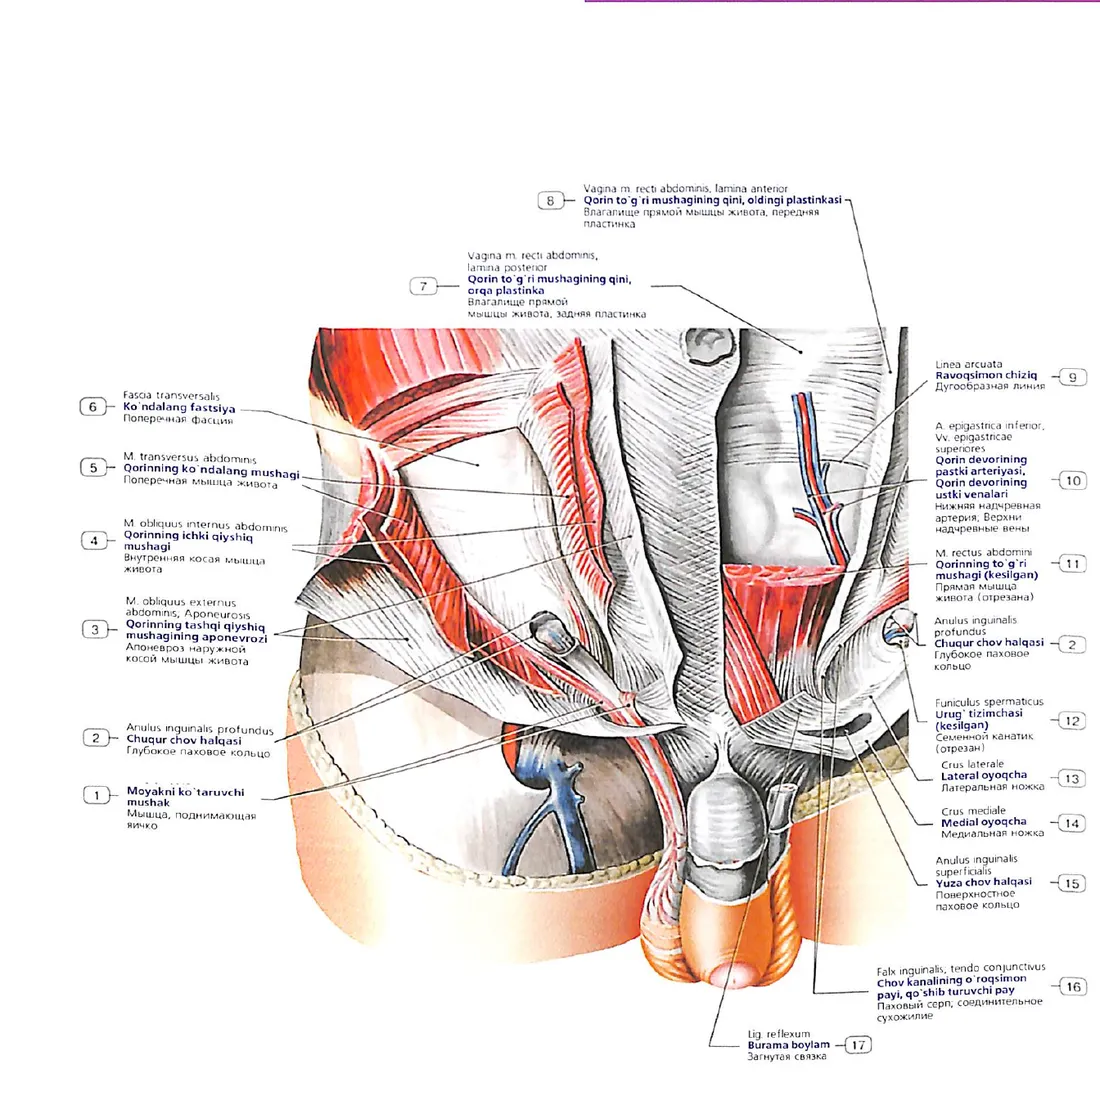 8
Vagina m. recti abdominis, lamina anterior
Qorin to`g`ri mushagining qini, oldingi plastinkasi
Влагалище прямой мышцы живота, передняя
пластинка
7
Vagina m. recti abdominis,
lamina posterior
Qorin to`g`ri mushagining qini,
orqa plastinka
Влагалище прямой
мышцы живота, задняя пластинка
6
Fascia transversalis
Ko`ndalang fastsiya
Поперечная фасция
5
M. transversus abdominis
Qorinning ko`ndalang mushagi
Поперечная мышца живота
4
M. obliquus internus abdominis
Qorinning ichki qiyshiq
mushagi
Внутренняя косая мышца
живота
3
M. obliquus externus
abdominis; Aponeurosis
Qorinning tashqi qiyshiq
mushagining aponevrozi
Апоневроз наружной
косой мышцы живота
2
Anulus inguinalis profundus
Chuqur chov halqasi
Глубокое паховое кольцо
1
Moyakni ko`taruvchi
mushak
Мышца, поднимающая
яичко
Linea arcuata
Ravoqsimon chiziq
Дугообразная линия
9
A. epigastrica inferior,
Vv. epigastricae
superiores
Qorin devorining
pastki arteriyasi,
Qorin devorining
ustki venalari
Нижняя надчревная
артерия; Верхни
надчревные вены
10
M. rectus abdomini
Qorinning to`g`ri
mushagi (kesilgan)
Прямая мышца
живота (отрезана)
11
Anulus inguinalis
profundus
Chuqur chov halqasi
Глубокое паховое
кольцо
2
Funiculus spermaticus
Urug` tizimchasi
(kesilgan)
Семенной канатик
(отрезан)
12
Crus laterale
Lateral oyoqcha
Латеральная ножка
13
Crus mediale
Medial oyoqcha
Медиальная ножка
14
Anulus inguinalis
superficialis
Yuza chov halqasi
Поверхностное
паховое кольцо
15
Falx inguinalis; tendo conjunctivus
Chov kanalining o`roqsimon
payi, qo`shib turuvchi pay
Паховый серп; соединительное
сухожилие
16
Lig. reflexum
Burama boylam
Загнутая связка
17